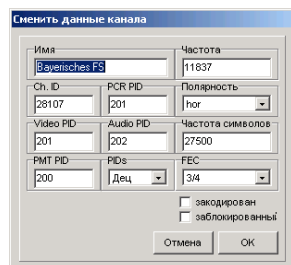 Сменить данные канала
Имя Частота
Bayerisches FS 11837
Ch. ID PCR PID Полярность
28107 201 hor
Video PID Audio PID Частота символов
201 202 27500
PMT PID PIDs FEC
200 Дец 3/4
закодирован
заблокированный
Отмена OK